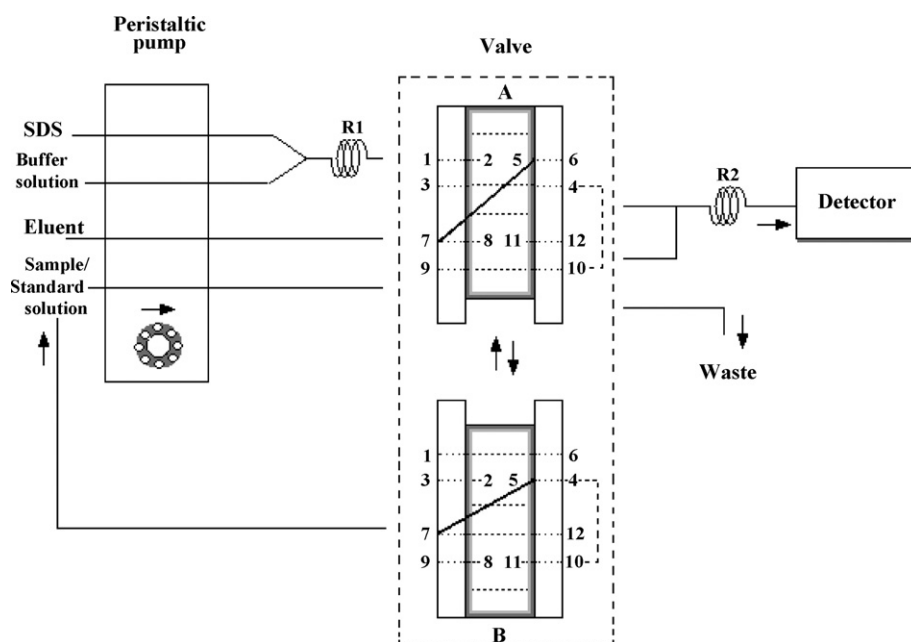 Peristaltic
pump
Valve
A
SDS
Buffer
solution
R1
1 2 5 6
3 4
R2
Detector
Eluent
7 8 11 12
Sample/
Standard
solution
9 10
Waste
1 6
3 2 5 4
7 12
9 8 11 10
B